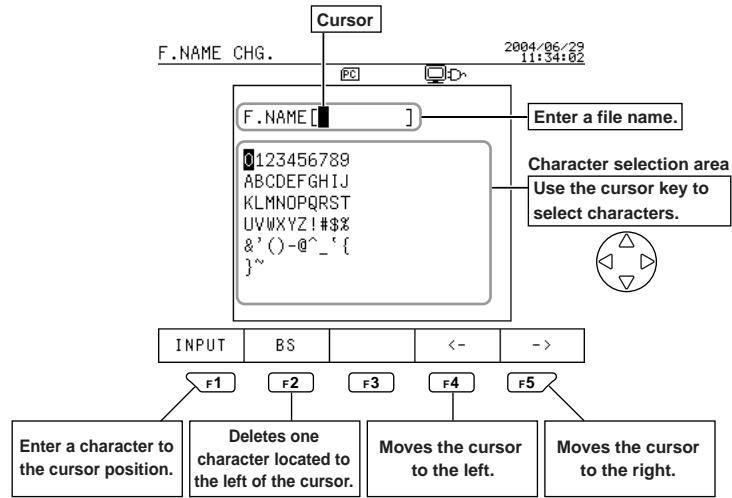 Cursor
F.NAME CHG.
2004/06/29
11:34:02
PC
F.NAME[ ]
Enter a file name.
0123456789
ABCDEFGHIJ
KLMNOPQRST
UVWXYZ!#$%
&'()-@^_`{
}~
Character selection area
Use the cursor key to
select characters.
INPUT BS <- ->
F1 F2 F3 F4 F5
Enter a character to
the cursor position.
Deletes one
character located to
the left of the cursor.
Moves the cursor
to the left.
Moves the cursor
to the right.